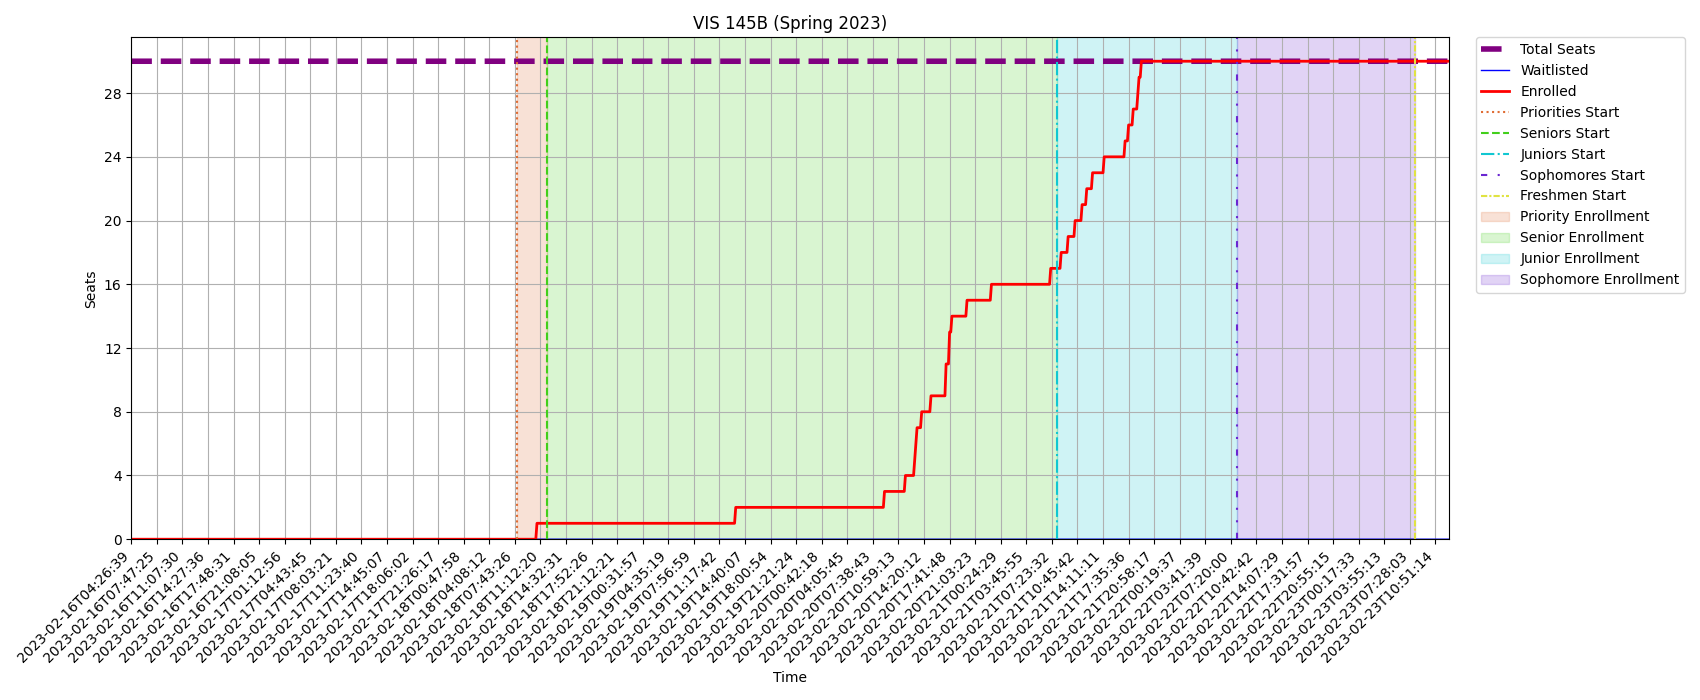 VIS 145B (Spring 2023)
Total Seats
Waitlisted
Enrolled
Priorities Start
Seniors Start
Juniors Start
Sophomores Start
Freshmen Start
Priority Enrollment
Senior Enrollment
Junior Enrollment
Sophomore Enrollment
Seats
28
24
20
16
12
8
4
0
2023-02-16T04:26:39
2023-02-16T07:47:25
2023-02-16T11:07:30
2023-02-16T14:27:36
2023-02-16T17:48:31
2023-02-16T21:08:05
2023-02-17T01:12:56
2023-02-17T04:43:45
2023-02-17T08:03:21
2023-02-17T11:23:40
2023-02-17T14:45:07
2023-02-17T18:06:02
2023-02-17T21:26:17
2023-02-18T00:47:58
2023-02-18T04:08:12
2023-02-18T07:43:26
2023-02-18T11:12:20
2023-02-18T14:32:31
2023-02-18T17:52:26
2023-02-18T21:12:21
2023-02-19T00:31:57
2023-02-19T04:35:19
2023-02-19T07:56:59
2023-02-19T11:17:42
2023-02-19T14:40:07
2023-02-19T18:00:54
2023-02-19T21:21:24
2023-02-20T00:42:18
2023-02-20T04:05:45
2023-02-20T07:38:43
2023-02-20T10:59:13
2023-02-20T14:20:12
2023-02-20T17:41:48
2023-02-20T21:03:23
2023-02-21T00:24:29
2023-02-21T03:45:55
2023-02-21T07:23:32
2023-02-21T10:45:42
2023-02-21T14:11:11
2023-02-21T17:35:36
2023-02-21T20:58:17
2023-02-22T00:19:37
2023-02-22T03:41:39
2023-02-22T07:20:00
2023-02-22T10:42:42
2023-02-22T14:07:29
2023-02-22T17:31:57
2023-02-22T20:55:15
2023-02-23T00:17:33
2023-02-23T03:55:13
2023-02-23T07:28:03
2023-02-23T10:51:14
Time